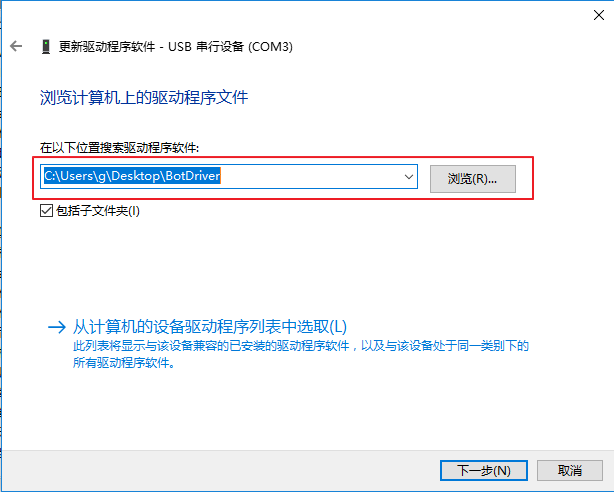 更新驱动程序软件 - USB 串行设备 (COM3)
浏览计算机上的驱动程序文件
在以下位置搜索驱动程序软件:
C:\Users\g\Desktop\BotDriver
浏览(R)...
包括子文件夹(I)
从计算机的设备驱动程序列表中选取(L)
此列表将显示与该设备兼容的已安装的驱动程序软件，以及与该设备处于同一类别下的
所有驱动程序软件。
下一步(N)
取消